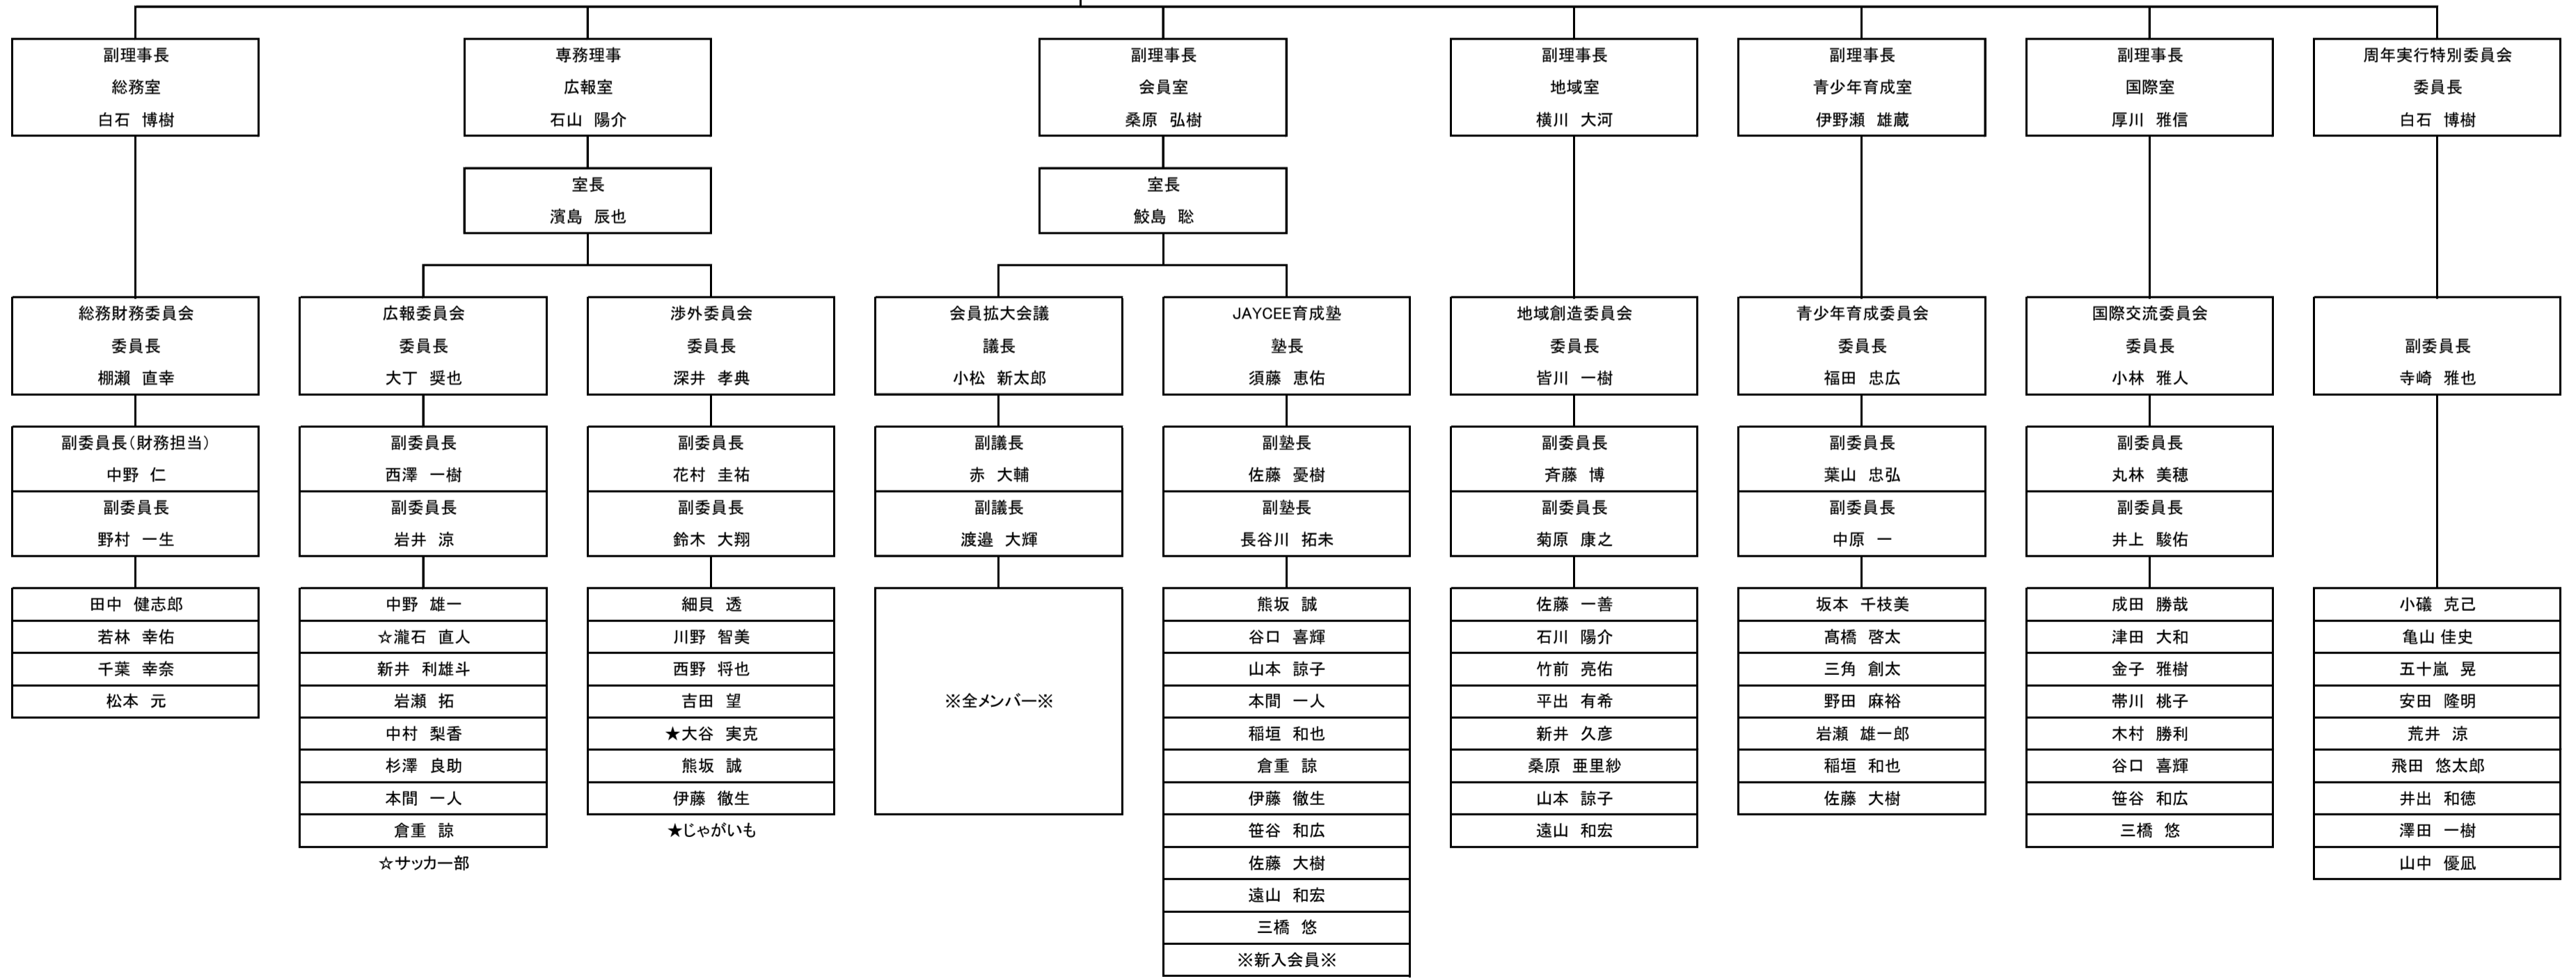 副理事長
総務室
白石 博樹
専務理事
広報室
石山 陽介
副理事長
会員室
桑原 弘樹
副理事長
地域室
横川 大河
副理事長
青少年育成室
伊野瀬 雄蔵
副理事長
国際室
厚川 雅信
周年実行特別委員会
委員長
白石 博樹
室長
濱島 辰也
室長
鮫島 聡
総務財務委員会
委員長
棚瀬 直幸
広報委員会
委員長
大丁 奨也
渉外委員会
委員長
深井 孝典
会員拡大会議
議長
小松 新太郎
JAYCEE育成塾
塾長
須藤 恵佑
地域創造委員会
委員長
皆川 一樹
青少年育成委員会
委員長
福田 忠広
国際交流委員会
委員長
小林 雅人
副委員長
寺崎 雅也
副委員長（財務担当）
中野 仁
副委員長
野村 一生
副委員長
西澤 一樹
副委員長
岩井 涼
副委員長
花村 圭祐
副委員長
鈴木 大翔
副議長
赤 大輔
副議長
渡邉 大輝
副塾長
佐藤 憂樹
副塾長
長谷川 拓未
副委員長
斉藤 博
副委員長
菊原 康之
副委員長
葉山 忠弘
副委員長
中原 一
副委員長
丸林 美穂
副委員長
井上 駿佑
田中 健志郎
若林 幸佑
千葉 幸奈
松本 元
中野 雄一
☆瀧石 直人
新井 利雄斗
岩瀬 拓
中村 梨香
杉澤 良助
本間 一人
倉重 諒
☆サッカー部
細貝 透
川野 智美
西野 将也
吉田 望
★大谷 実克
熊坂 誠
伊藤 徹生
★じゃがいも
※全メンバー※
熊坂 誠
谷口 喜輝
山本 諒子
本間 一人
稲垣 和也
倉重 諒
伊藤 徹生
笹谷 和広
佐藤 大樹
遠山 和宏
三橋 悠
※新入会員※
佐藤 一善
石川 陽介
竹前 亮佑
平出 有希
新井 久彦
桑原 亜里紗
山本 諒子
遠山 和宏
坂本 千枝美
髙橋 啓太
三角 創太
野田 麻裕
岩瀬 雄一郎
稲垣 和也
佐藤 大樹
成田 勝哉
津田 大和
金子 雅樹
帯川 桃子
木村 勝利
谷口 喜輝
笹谷 和広
三橋 悠
小礒 克己
亀山 佳史
五十嵐 晃
安田 隆明
荒井 涼
飛田 悠太郎
井出 和徳
澤田 一樹
山中 優凪